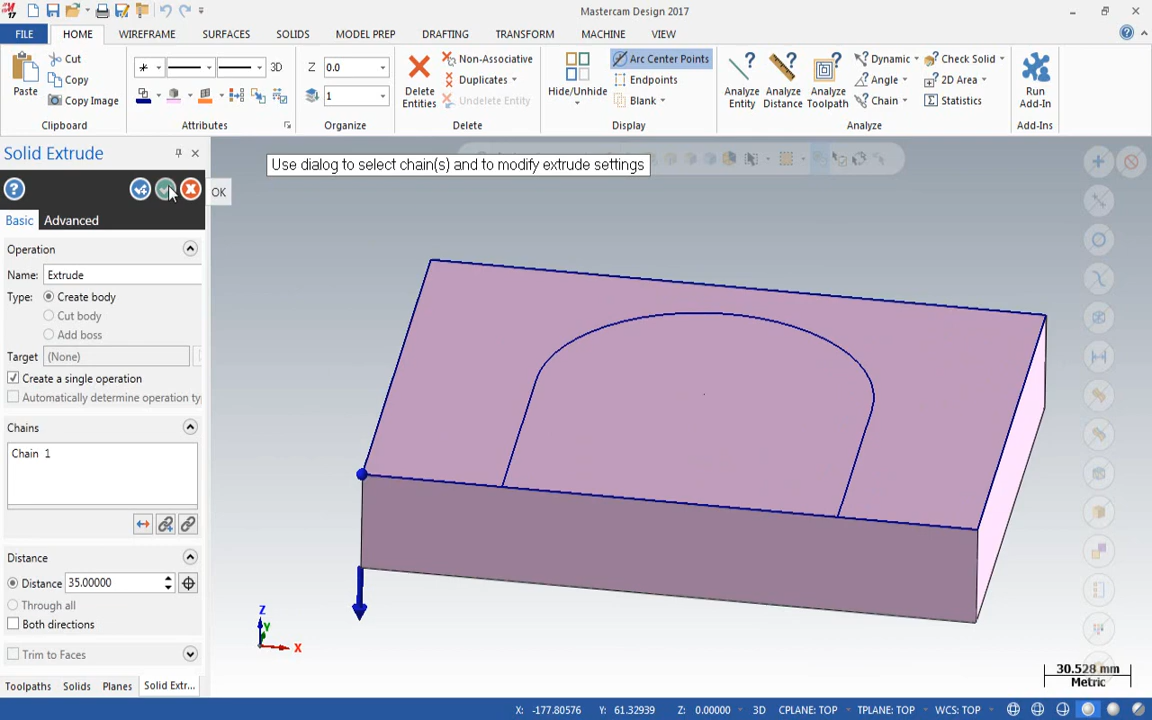 17
Mastercam Design 2017
FILE
HOME
WIREFRAME
SURFACES
SOLIDS
MODEL PREP
DRAFTING
TRANSFORM
MACHINE
VIEW
Paste
Cut
Copy
Copy Image
Clipboard
3D
Attributes
Z 0.0
1
Organize
Delete Entities
Non-Associative
Duplicates
Undelete Entity
Delete
Hide/Unhide
Arc Center Points
Endpoints
Blank
Display
Analyze Entity
Analyze Distance
Analyze Toolpath
Dynamic
Angle
Chain
Check Solid
2D Area
Statistics
Analyze
Run Add-In
Add-Ins
Solid Extrude
Use dialog to select chain(s) and to modify extrude settings
OK
Basic
Advanced
Operation
Name: Extrude
Type: Create body
Cut body
Add boss
Target (None)
Create a single operation
Automatically determine operation ty
Chains
Chain 1
Distance
Distance 35.00000
Through all
Both directions
Trim to Faces
Toolpaths
Solids
Planes
Solid Extr...
Z
Y
X
30.528 mm
Metric
X: -177.80576
Y: 61.32939
Z: 0.00000
3D
CPLANE: TOP
TPLANE: TOP
WCS: TOP